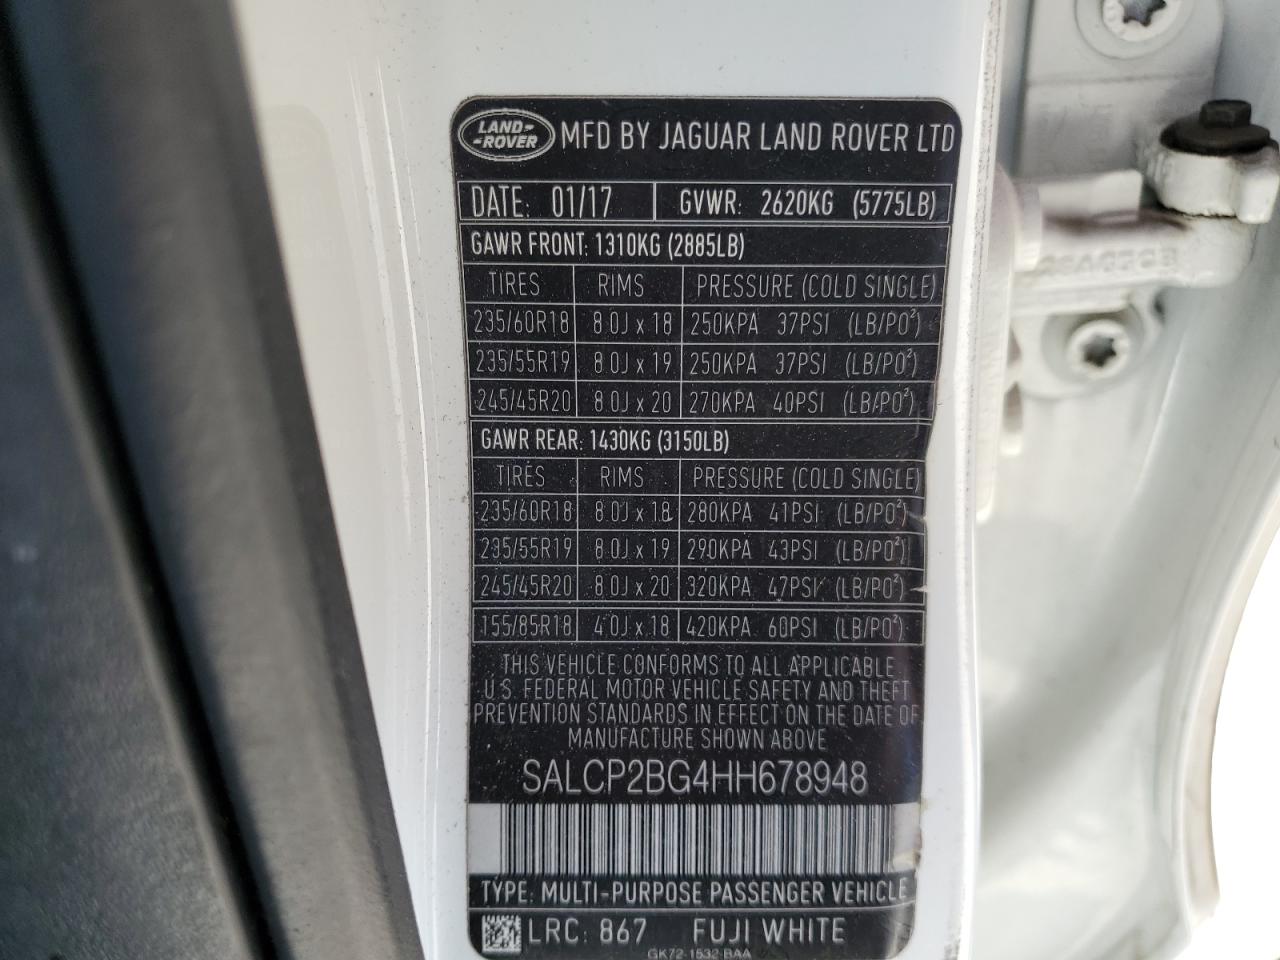 LAND ROVER MFD BY JAGUAR LAND ROVER LTD
DATE: 01/17 GVWR: 2620KG (5775LB)
GAWR FRONT: 1310KG (2885LB)
TIRES RIMS PRESSURE (COLD SINGLE)
235/60R18 8.0J x 18 250KPA 37PSI (LB/PO²)
235/55R19 8.0J x 19 250KPA 37PSI (LB/PO²)
245/45R20 8.0J x 20 270KPA 40PSI (LB/PO²)
GAWR REAR: 1430KG (3150LB)
TIRES RIMS PRESSURE (COLD SINGLE)
235/60R18 8.0J x 18 280KPA 41PSI (LB/PO²)
235/55R19 8.0J x 19 290KPA 43PSI (LB/PO²)
245/45R20 8.0J x 20 320KPA 47PSI (LB/PO²)
155/85R18 4.0J x 18 420KPA 60PSI (LB/PO²)
THIS VEHICLE CONFORMS TO ALL APPLICABLE
U.S. FEDERAL MOTOR VEHICLE SAFETY AND THEFT
PREVENTION STANDARDS IN EFFECT ON THE DATE OF
MANUFACTURE SHOWN ABOVE
SALCP2BG4HH678948
TYPE: MULTI-PURPOSE PASSENGER VEHICLE
LRC: 867 FUJI WHITE
GK72-1532-BAA